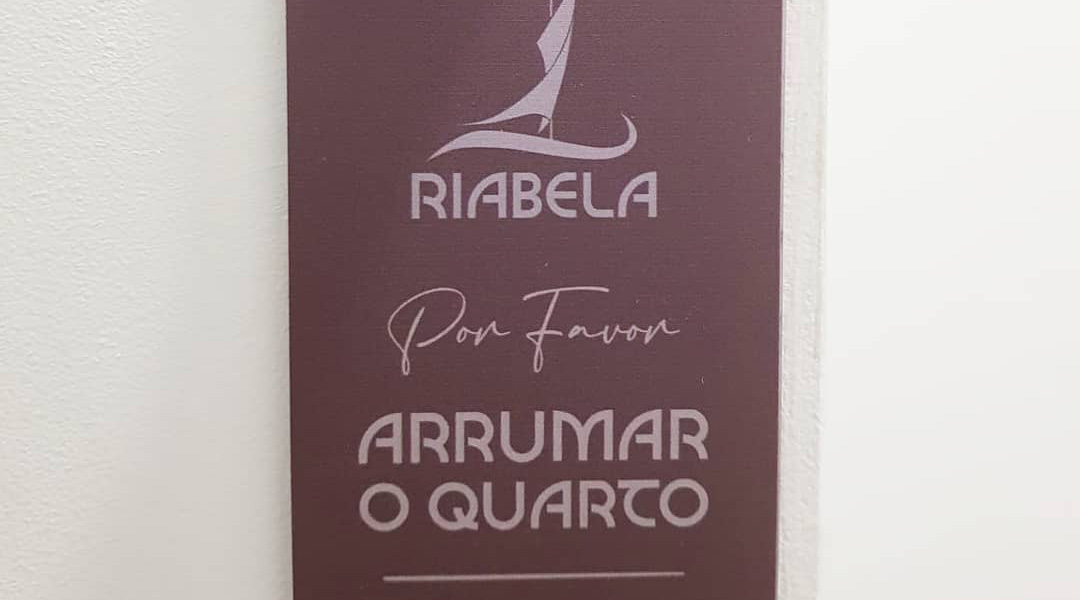 RIABELA
Por Favor
ARRUMAR
O QUARTO